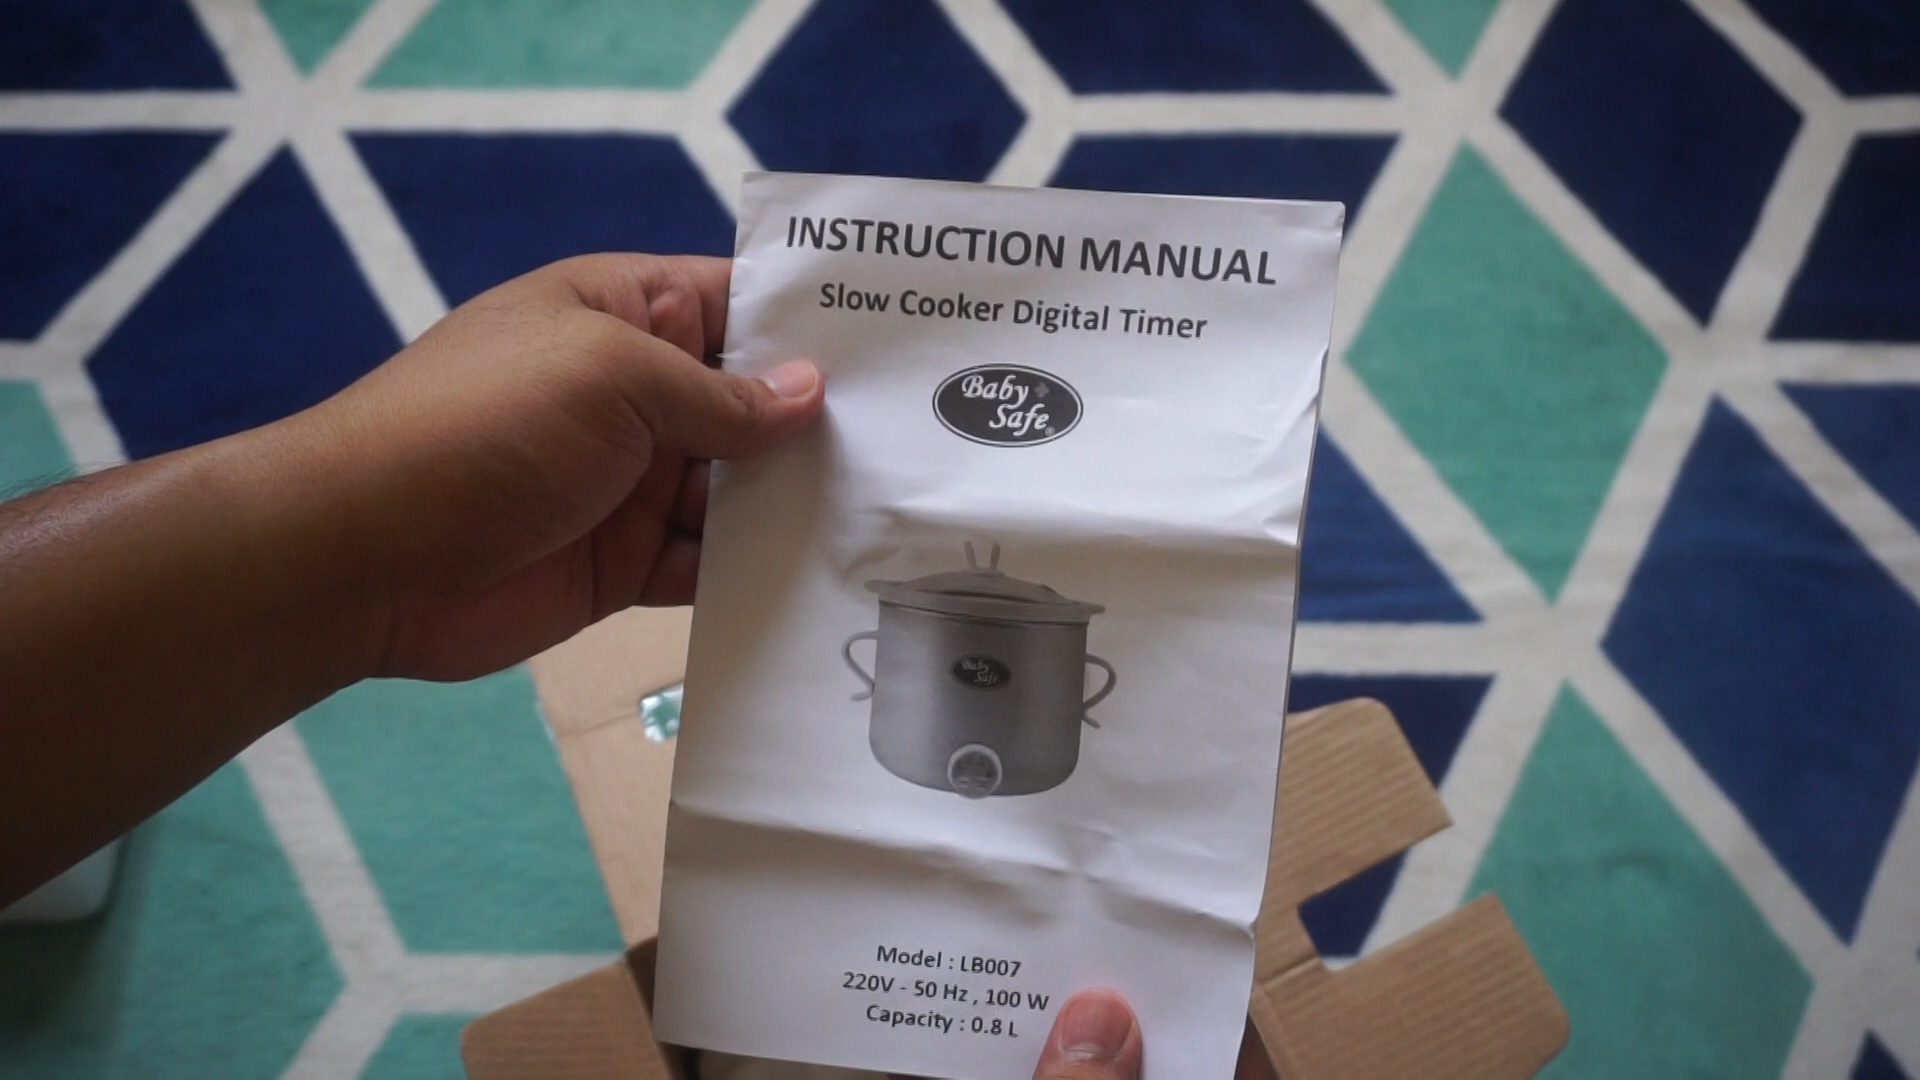 INSTRUCTION MANUAL
Slow Cooker Digital Timer
Baby
Safe®
Baby
Safe
Model : LB007
220V - 50 Hz , 100 W
Capacity : 0.8 L